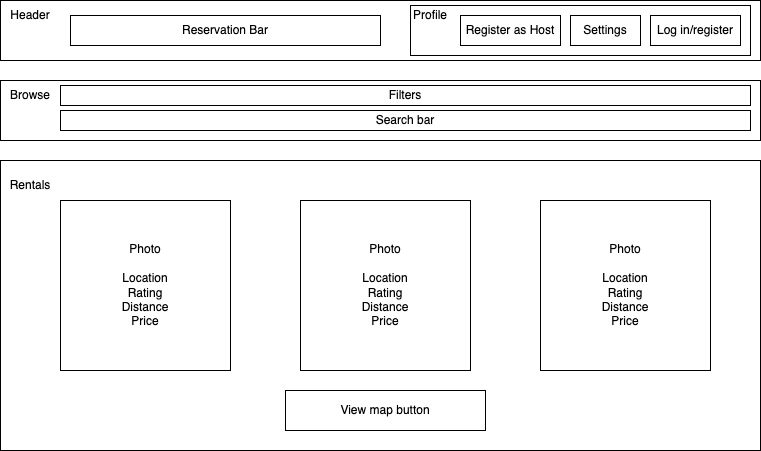 Header
Reservation Bar
Profile
Register as Host
Settings
Log in/register
Browse
Filters
Search bar
Rentals
Photo
Location
Rating
Distance
Price
Photo
Location
Rating
Distance
Price
Photo
Location
Rating
Distance
Price
View map button